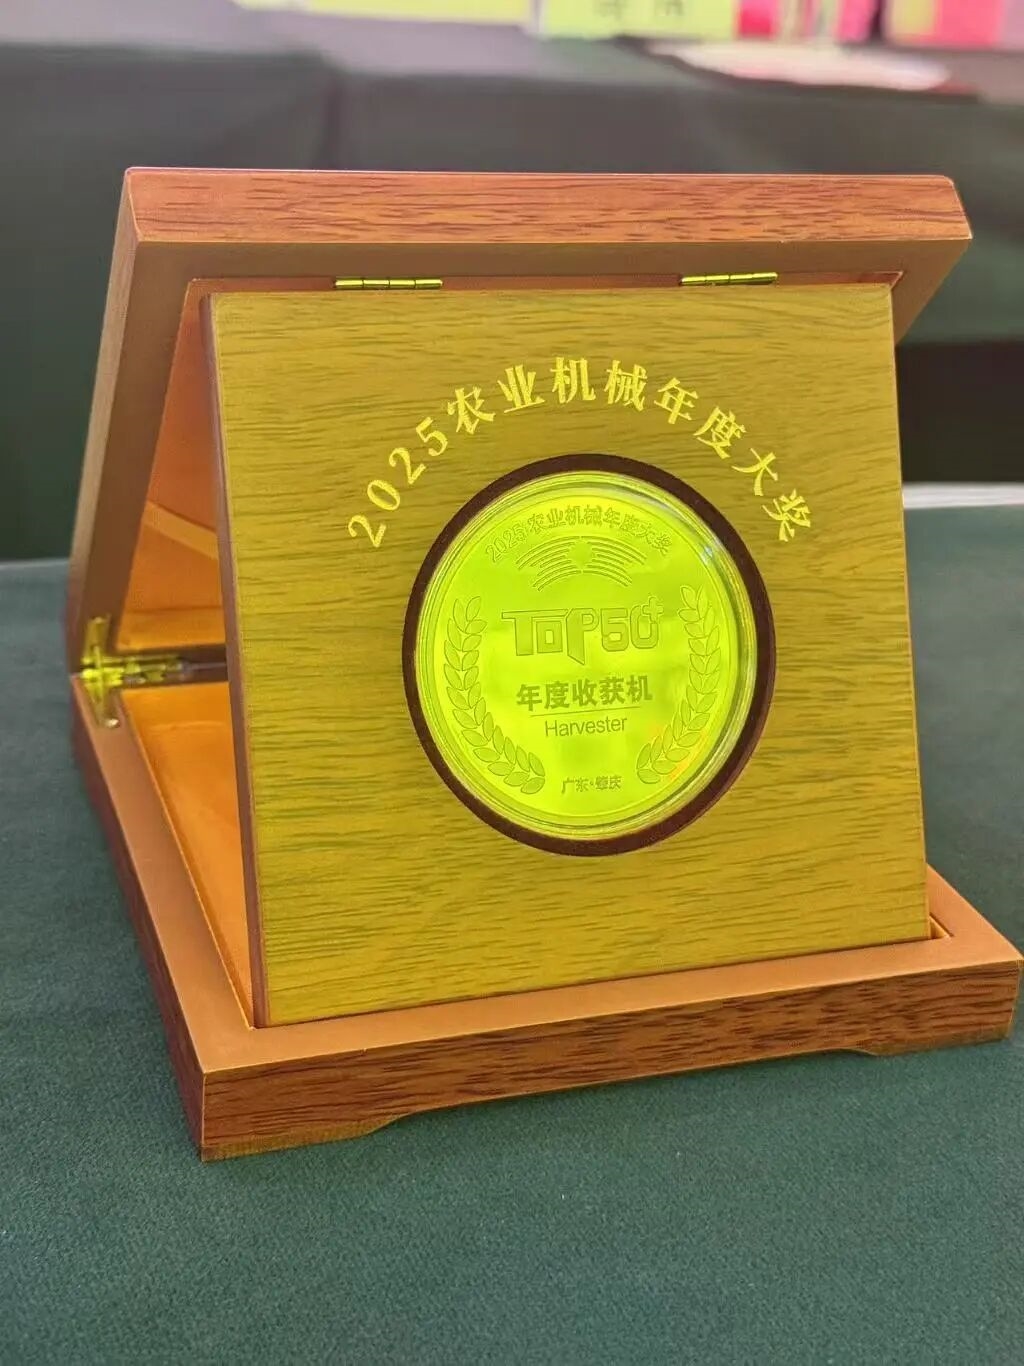 2025农业机械年度大奖
2025农业机械年度大奖
TOP50+
年度收获机
Harvester
广东·肇庆